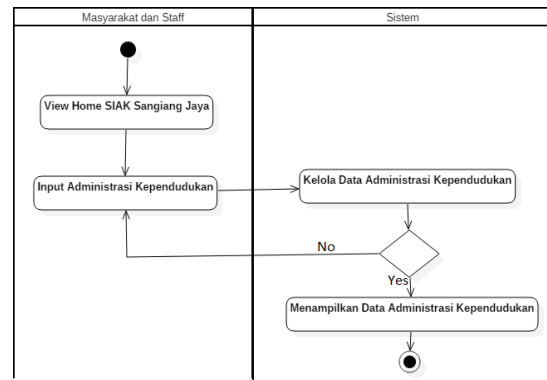 Masyarakat dan Staff
Sistem
View Home SIAK Sangiang Jaya
Input Administrasi Kependudukan
Kelola Data Administrasi Kependudukan
No
Yes
Menampilkan Data Administrasi Kependudukan